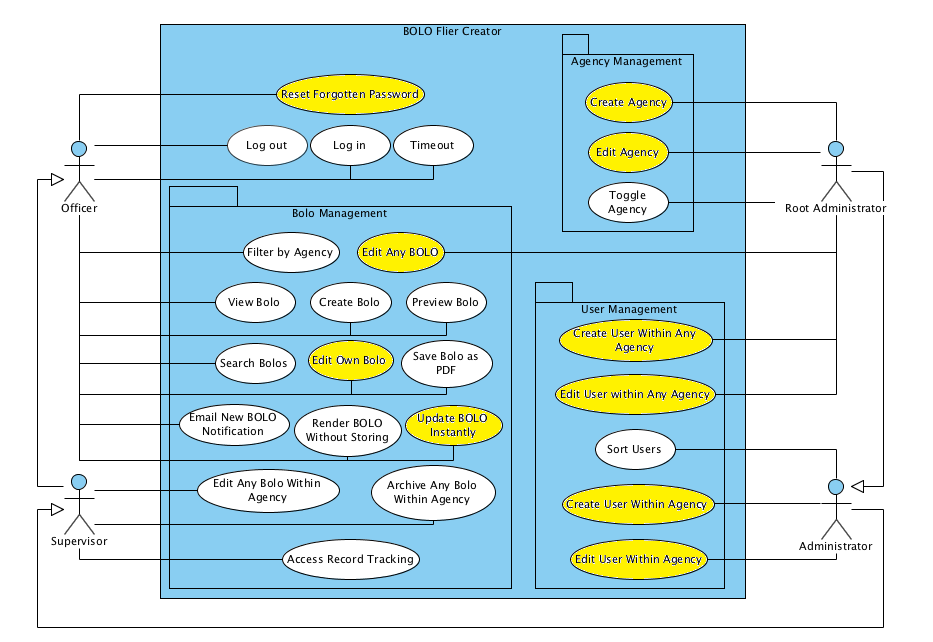 BOLO Flier Creator
Agency Management
Reset Forgotten Password
Create Agency
Log out
Log in
Timeout
Edit Agency
Toggle
Agency
Officer
Root Administrator
Bolo Management
Filter by Agency
Edit Any BOLO
View Bolo
Create Bolo
Preview Bolo
User Management
Create User Within Any
Agency
Search Bolos
Edit Own Bolo
Save Bolo as
PDF
Edit User within Any Agency
Email New BOLO
Notification
Render BOLO
Without Storing
Update BOLO
Instantly
Sort Users
Edit Any Bolo Within
Agency
Archive Any Bolo
Within Agency
Create User Within Agency
Supervisor
Administrator
Access Record Tracking
Edit User Within Agency